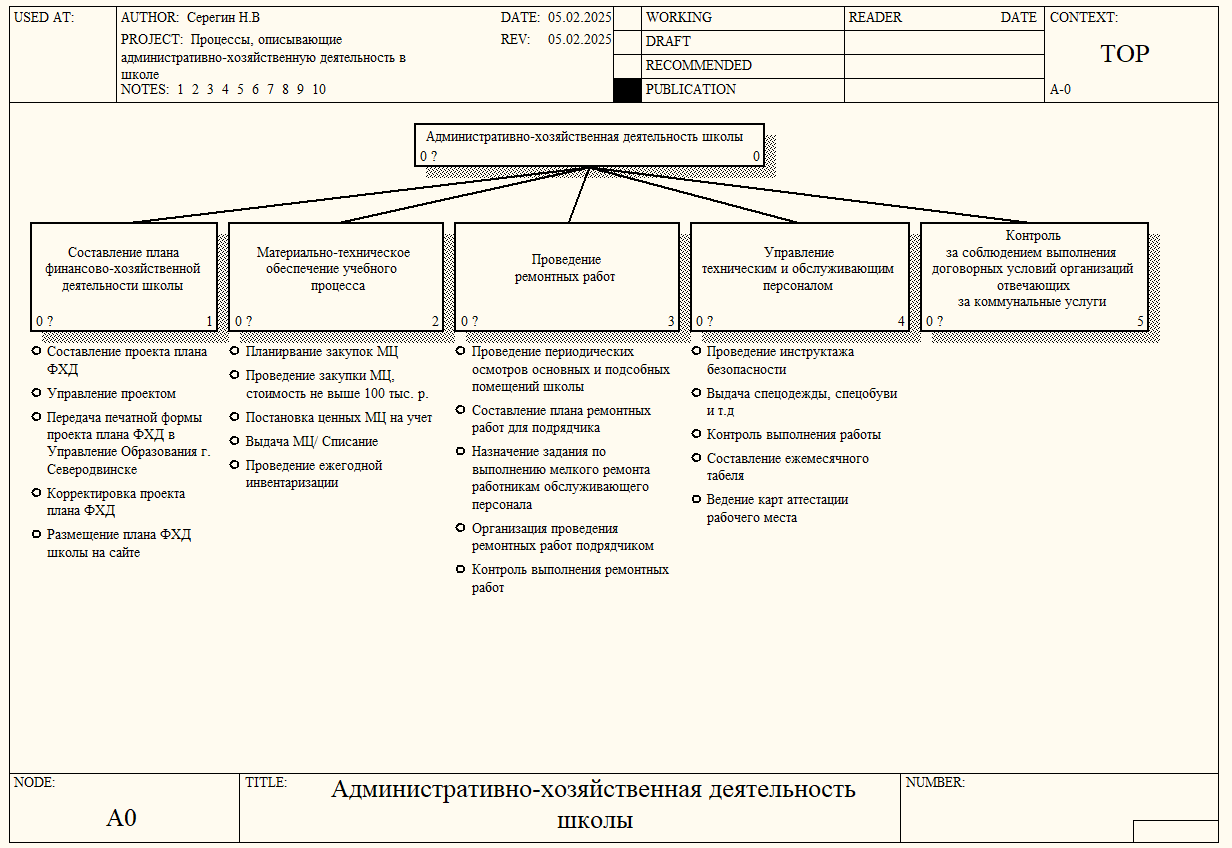 USED AT:
AUTHOR: Серегин Н.В
DATE: 05.02.2025
PROJECT: Процессы, описывающие
административно-хозяйственную деятельность в
школе
REV: 05.02.2025
NOTES: 1 2 3 4 5 6 7 8 9 10
WORKING
DRAFT
RECOMMENDED
PUBLICATION
READER DATE
CONTEXT:
TOP
A-0
Административно-хозяйственная деятельность школы
0 ? 0
Составление плана
финансово-хозяйственной
деятельности школы
0 ? 1
Составление проекта плана
ФХД
Управление проектом
Передача печатной формы
проекта плана ФХД в
Управление Образования г.
Северодвинске
Корректировка проекта
плана ФХД
Размещение плана ФХД
школы на сайте
Материально-техническое
обеспечение учебного
процесса
0 ? 2
Планирвание закупок МЦ
Проведение закупки МЦ,
стоимость не выше 100 тыс. р.
Постановка ценных МЦ на учет
Выдача МЦ/ Списание
Проведение ежегодной
инвентаризации
Проведение
ремонтных работ
0 ? 3
Проведение периодических
осмотров основных и подсобных
помещений школы
Составление плана ремонтных
работ для подрядчика
Назначение задания по
выполнению мелкого ремонта
работникам обслуживающего
персонала
Организация проведения
ремонтных работ подрядчиком
Контроль выполнения ремонтных
работ
Управление
техническим и обслуживающим
персоналом
0 ? 4
Проведение инструктажа
безопасности
Выдача спецодежды, спецобуви
и т.д
Контроль выполнения работы
Составление ежемесячного
табеля
Ведение карт аттестации
рабочего места
Контроль
за соблюдением выполнения
договорных условий организаций
отвечающих
за коммунальные услуги
0 ? 5
NODE:
A0
TITLE:
Административно-хозяйственная деятельность
школы
NUMBER: